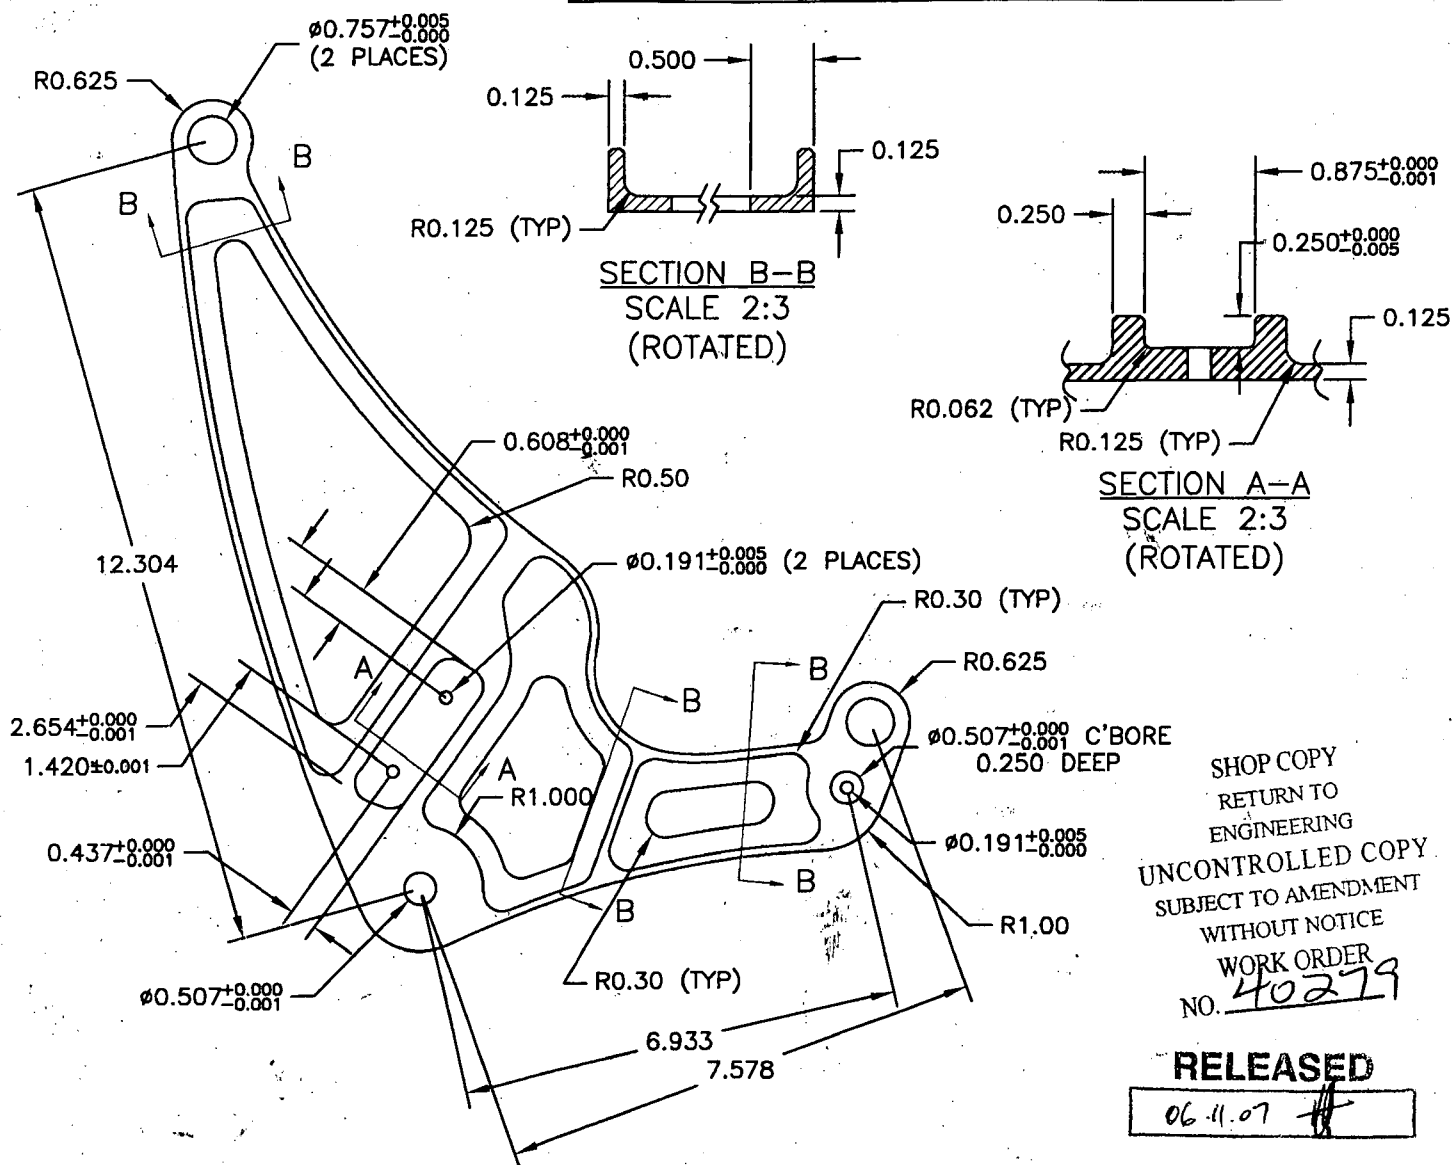 ø0.757+0.005-0.000
(2 PLACES)
R0.625
0.500
0.125
0.125
B
B
R0.125 (TYP)
SECTION B-B
SCALE 2:3
(ROTATED)
0.875+0.000-0.001
0.250
0.250+0.000-0.005
0.125
R0.062 (TYP)
R0.125 (TYP)
SECTION A-A
SCALE 2:3
(ROTATED)
0.608+0.000-0.001
R0.50
12.304
ø0.191+0.005-0.000 (2 PLACES)
R0.30 (TYP)
R0.625
A
B
B
2.654+0.000-0.001
1.420±0.001
ø0.507+0.000-0.001 C'BORE
0.250 DEEP
A
R1.000
0.437+0.000-0.001
ø0.191+0.005-0.000
B
B
R1.00
R0.30 (TYP)
ø0.507+0.000-0.001
6.933
7.578
SHOP COPY
RETURN TO
ENGINEERING
UNCONTROLLED COPY
SUBJECT TO AMENDMENT
WITHOUT NOTICE
WORK ORDER
NO. 40279
RELEASED
06.11.07